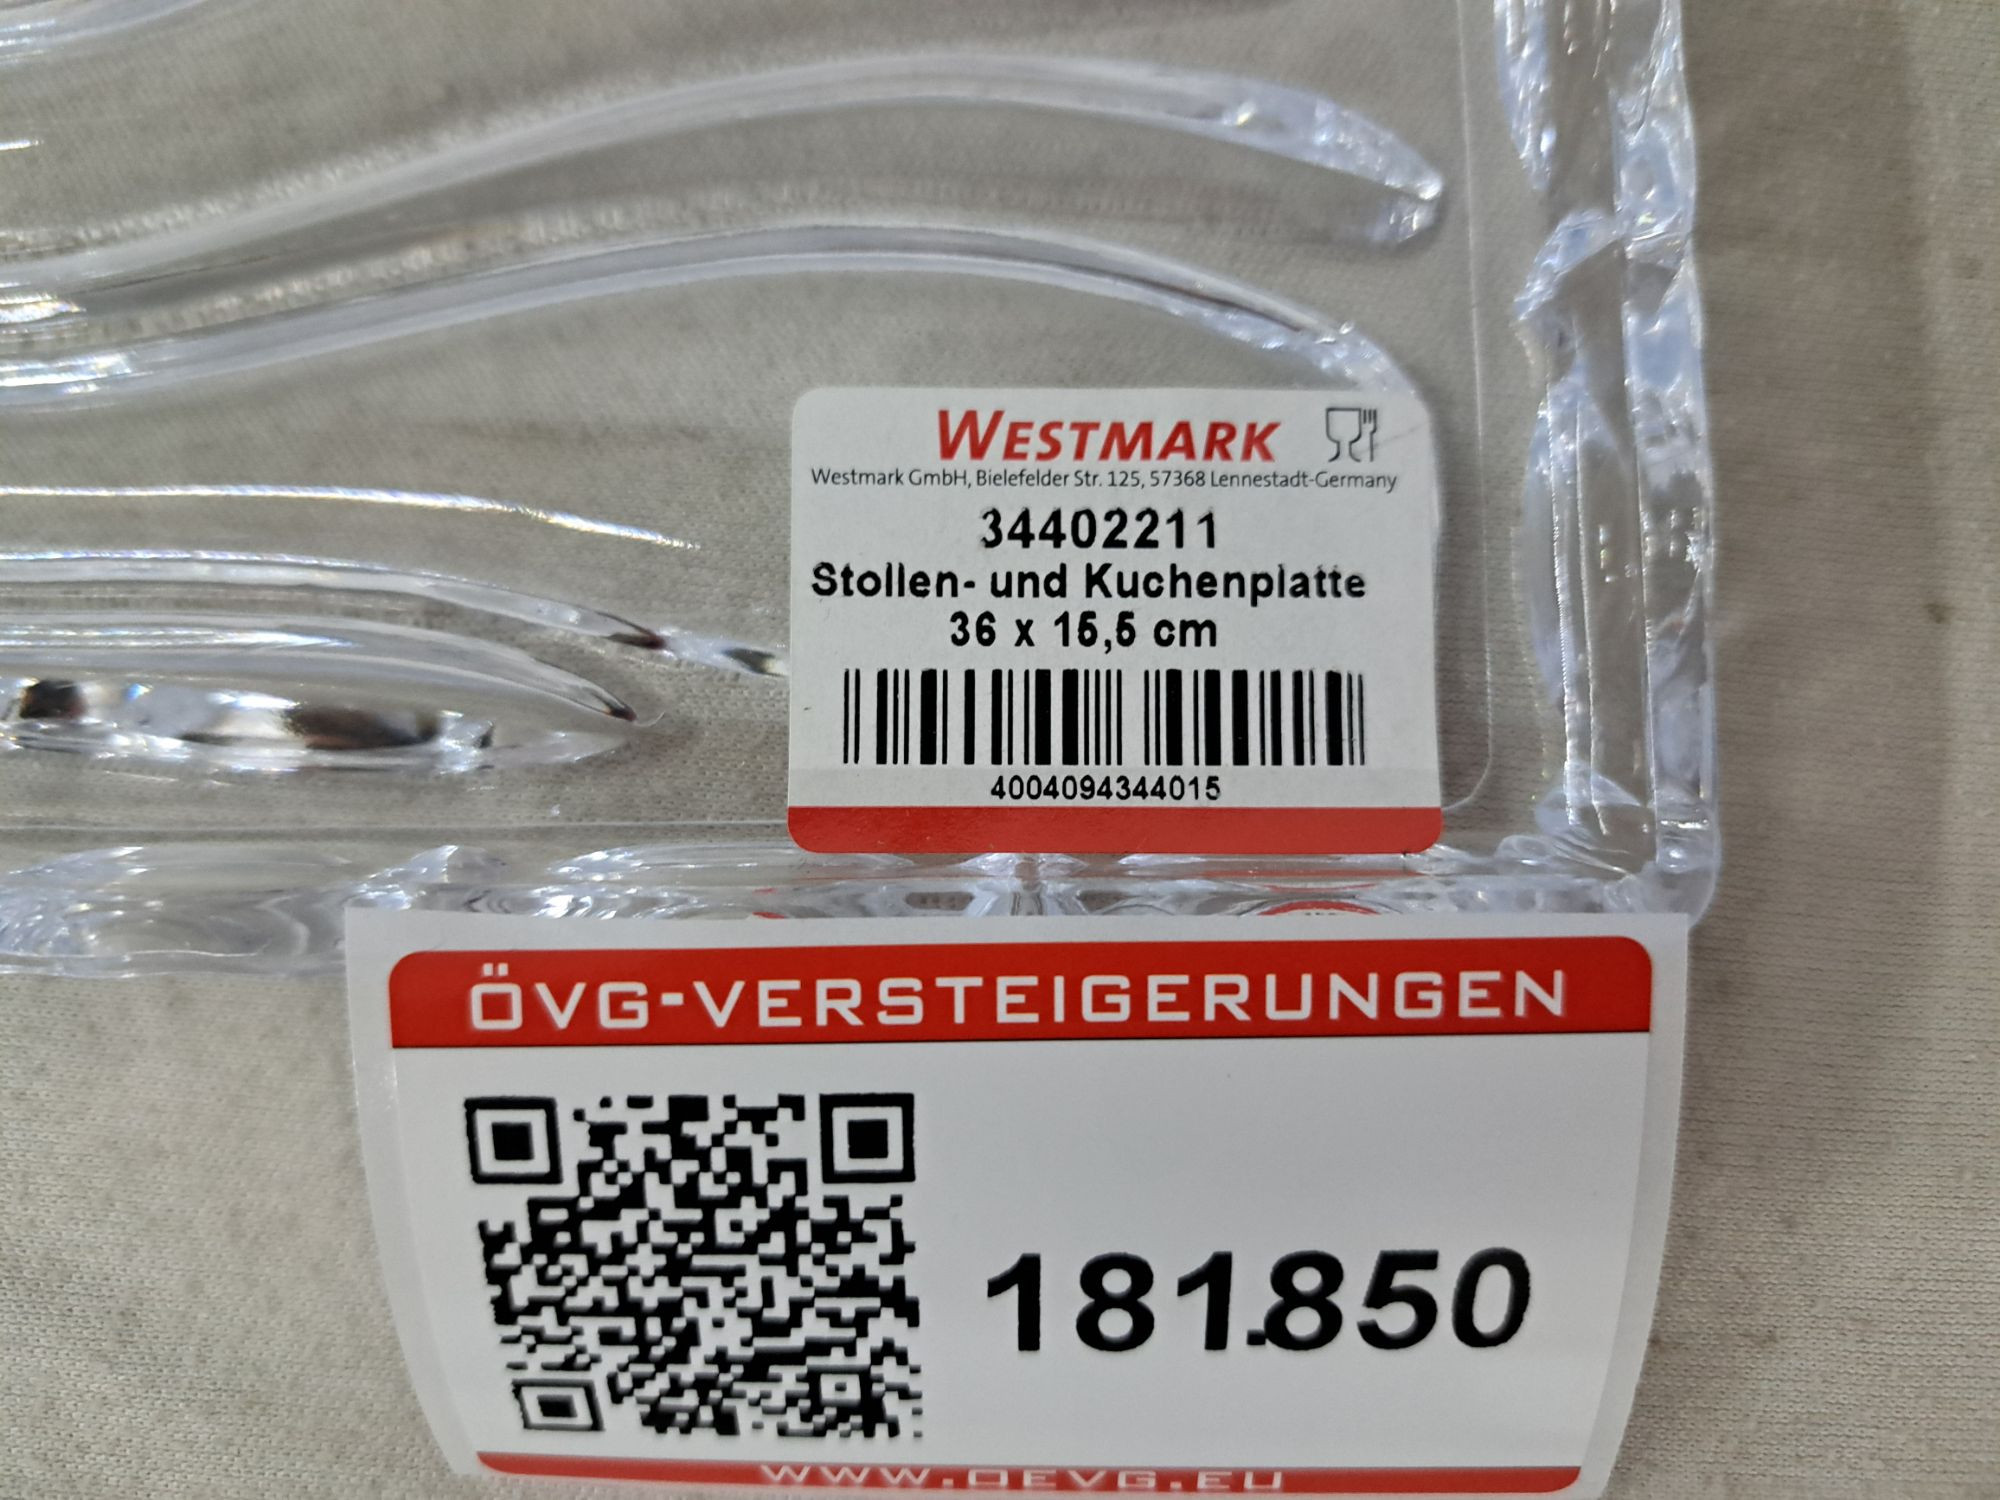 WESTMARK
Westmark GmbH, Bielefelder Str. 125, 57368 Lennestadt-Germany
34402211
Stollen- und Kuchenplatte
36 x 15,5 cm
4004094344015
ÖVG-VERSTEIGERUNGEN
181.850
WWW.OEVG.EU